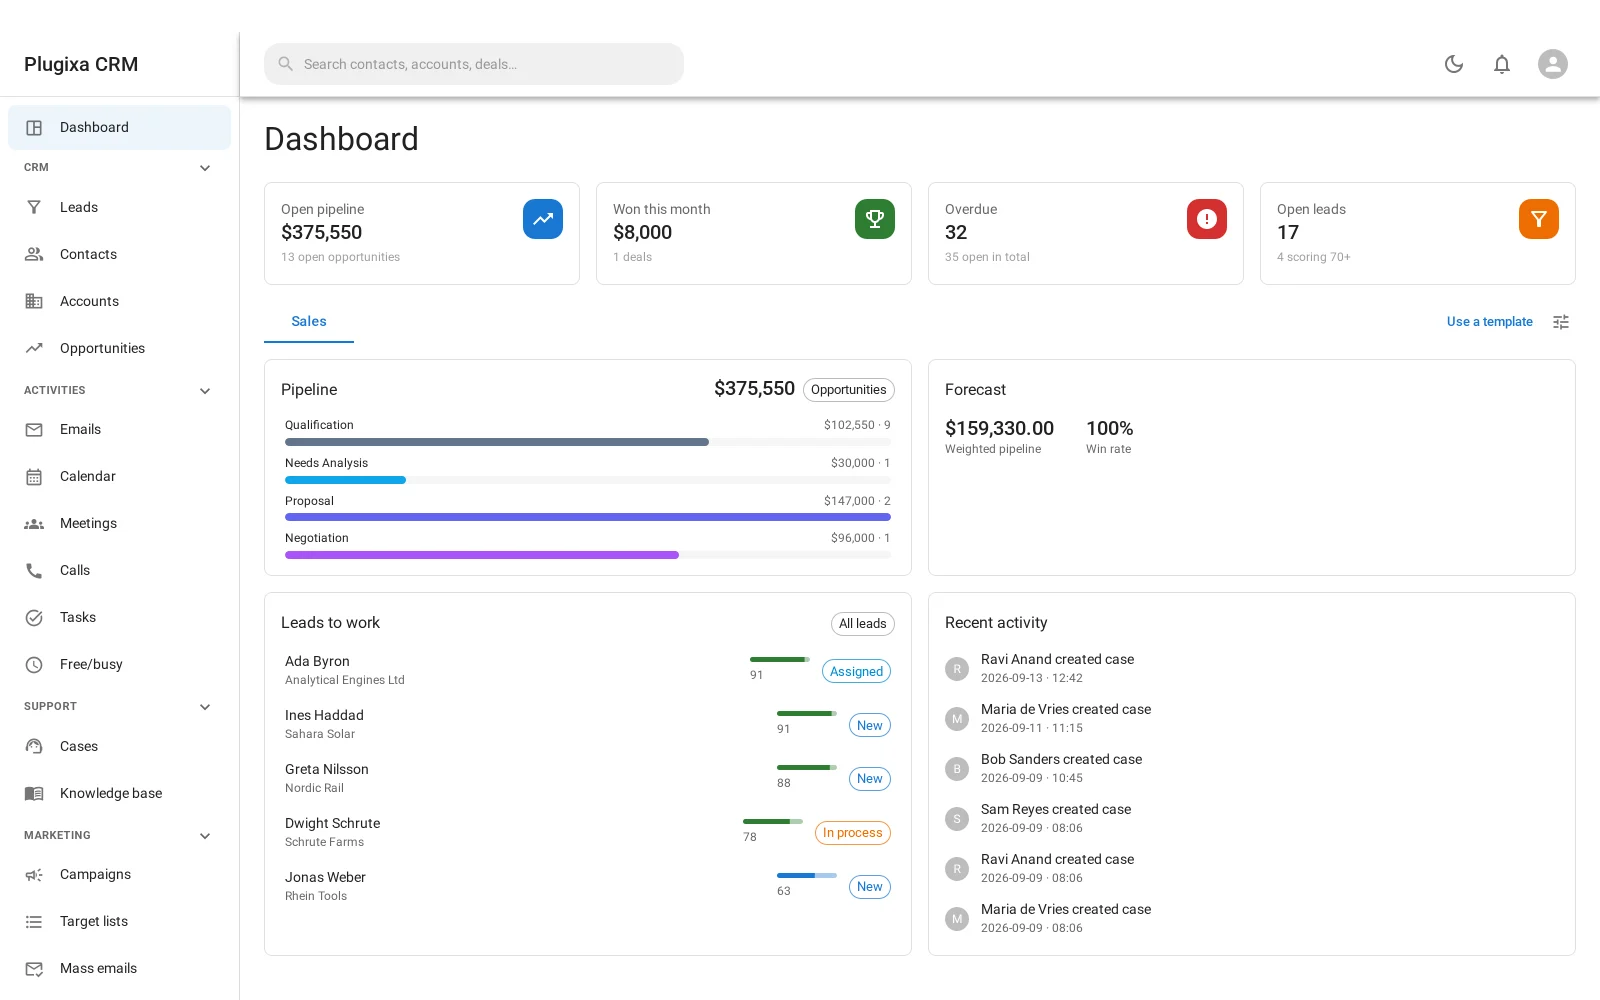 Plugixa CRM
Search contacts, accounts, deals...
Dashboard
CRM
Leads
Contacts
Accounts
Opportunities
ACTIVITIES
Emails
Calendar
Meetings
Calls
Tasks
Free/busy
SUPPORT
Cases
Knowledge base
MARKETING
Campaigns
Target lists
Mass emails
Dashboard
Open pipeline
$375,550
13 open opportunities
Won this month
$8,000
1 deals
Overdue
32
35 open in total
Open leads
17
4 scoring 70+
Sales
Use a template
Pipeline
$375,550 Opportunities
Qualification $102,550 · 9
Needs Analysis $30,000 · 1
Proposal $147,000 · 2
Negotiation $96,000 · 1
Forecast
$159,330.00 100%
Weighted pipeline Win rate
Leads to work All leads
Ada Byron
Analytical Engines Ltd
91 Assigned
Ines Haddad
Sahara Solar
91 New
Greta Nilsson
Nordic Rail
88 New
Dwight Schrute
Schrute Farms
78 In process
Jonas Weber
Rhein Tools
63 New
Recent activity
R Ravi Anand created case
2026-09-13 · 12:42
M Maria de Vries created case
2026-09-11 · 11:15
B Bob Sanders created case
2026-09-09 · 10:45
S Sam Reyes created case
2026-09-09 · 08:06
R Ravi Anand created case
2026-09-09 · 08:06
M Maria de Vries created case
2026-09-09 · 08:06